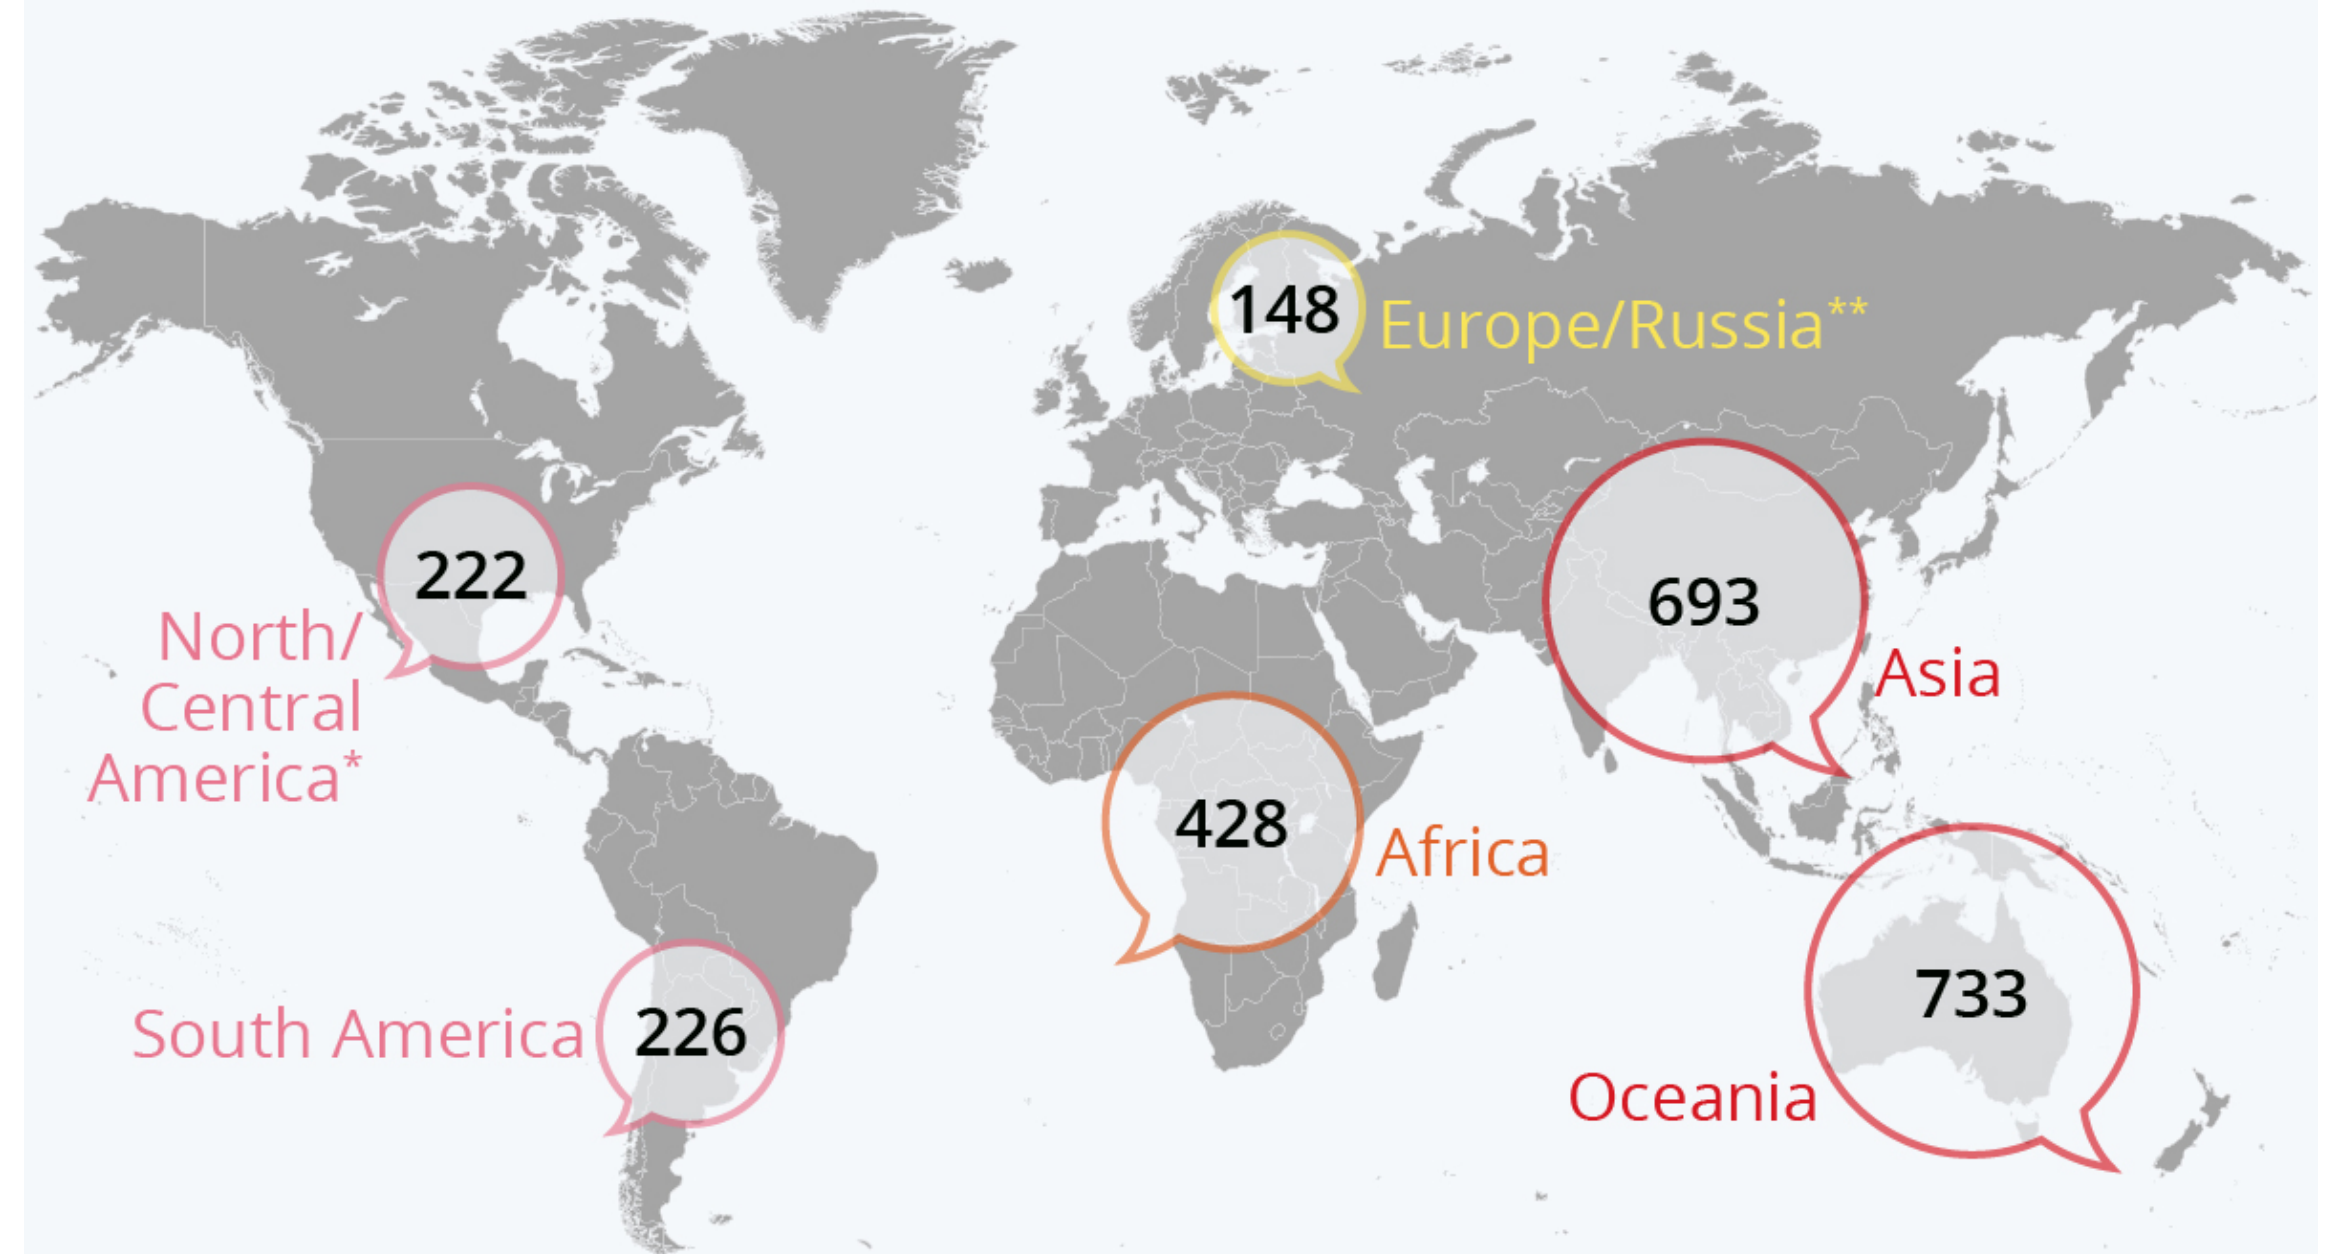 148
Europe/Russia**
222
North/
Central
America*
693
Asia
428
Africa
733
Oceania
South America
226